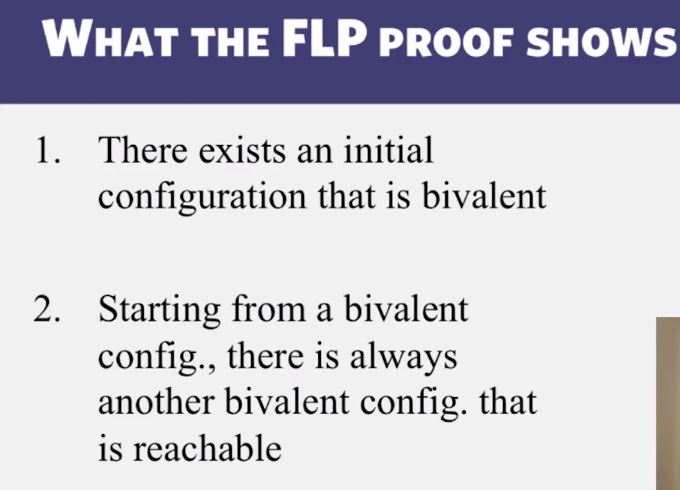 WHAT THE FLP PROOF SHOWS
1. There exists an initial
configuration that is bivalent
2. Starting from a bivalent
config., there is always
another bivalent config. that
is reachable